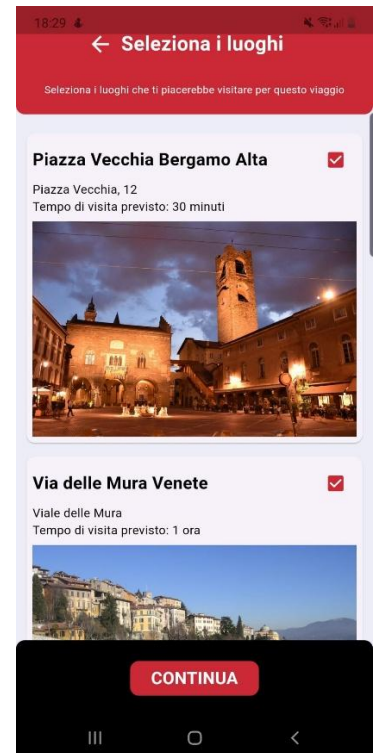 18:29
Seleziona i luoghi
Seleziona i luoghi che ti piacerebbe visitare per questo viaggio
Piazza Vecchia Bergamo Alta
Piazza Vecchia, 12
Tempo di visita previsto: 30 minuti
Via delle Mura Venete
Viale delle Mura
Tempo di visita previsto: 1 ora
CONTINUA